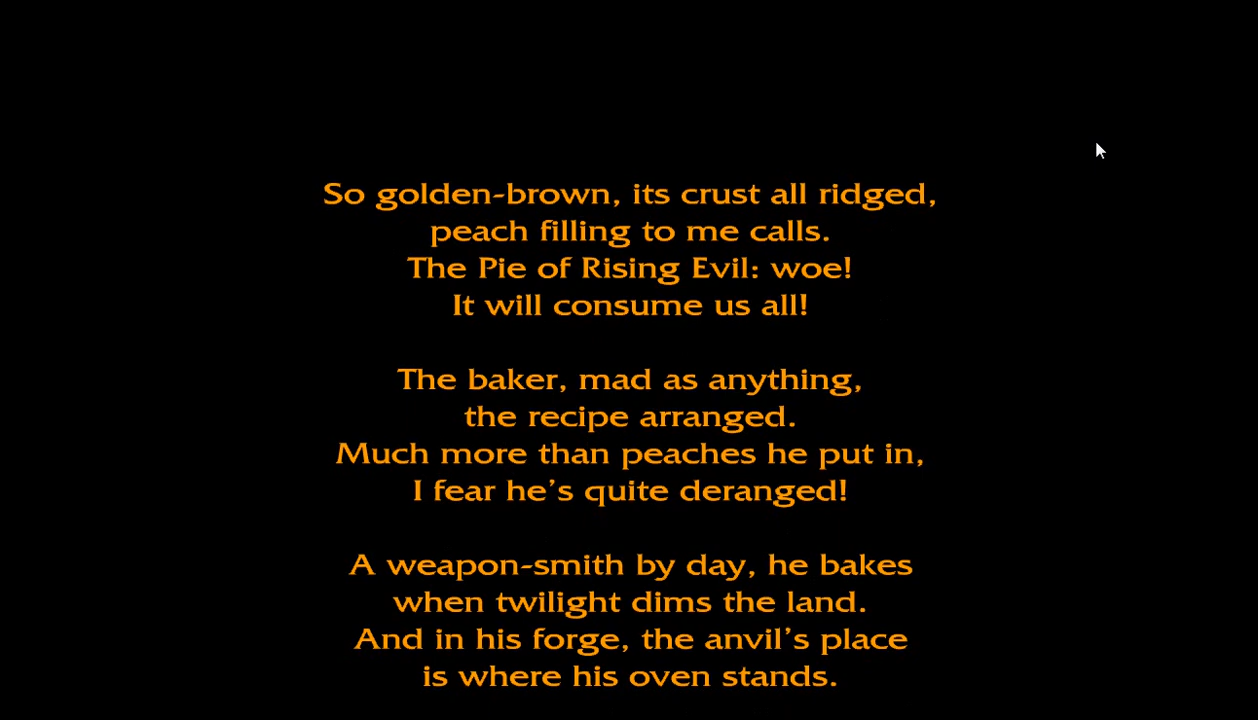 So golden-brown, its crust all ridged,
peach filling to me calls.
The Pie of Rising Evil: woe!
It will consume us all!
The baker, mad as anything,
the recipe arranged.
Much more than peaches he put in,
I fear he’s quite deranged!
A weapon-smith by day, he bakes
when twilight dims the land.
And in his forge, the anvil’s place
is where his oven stands.